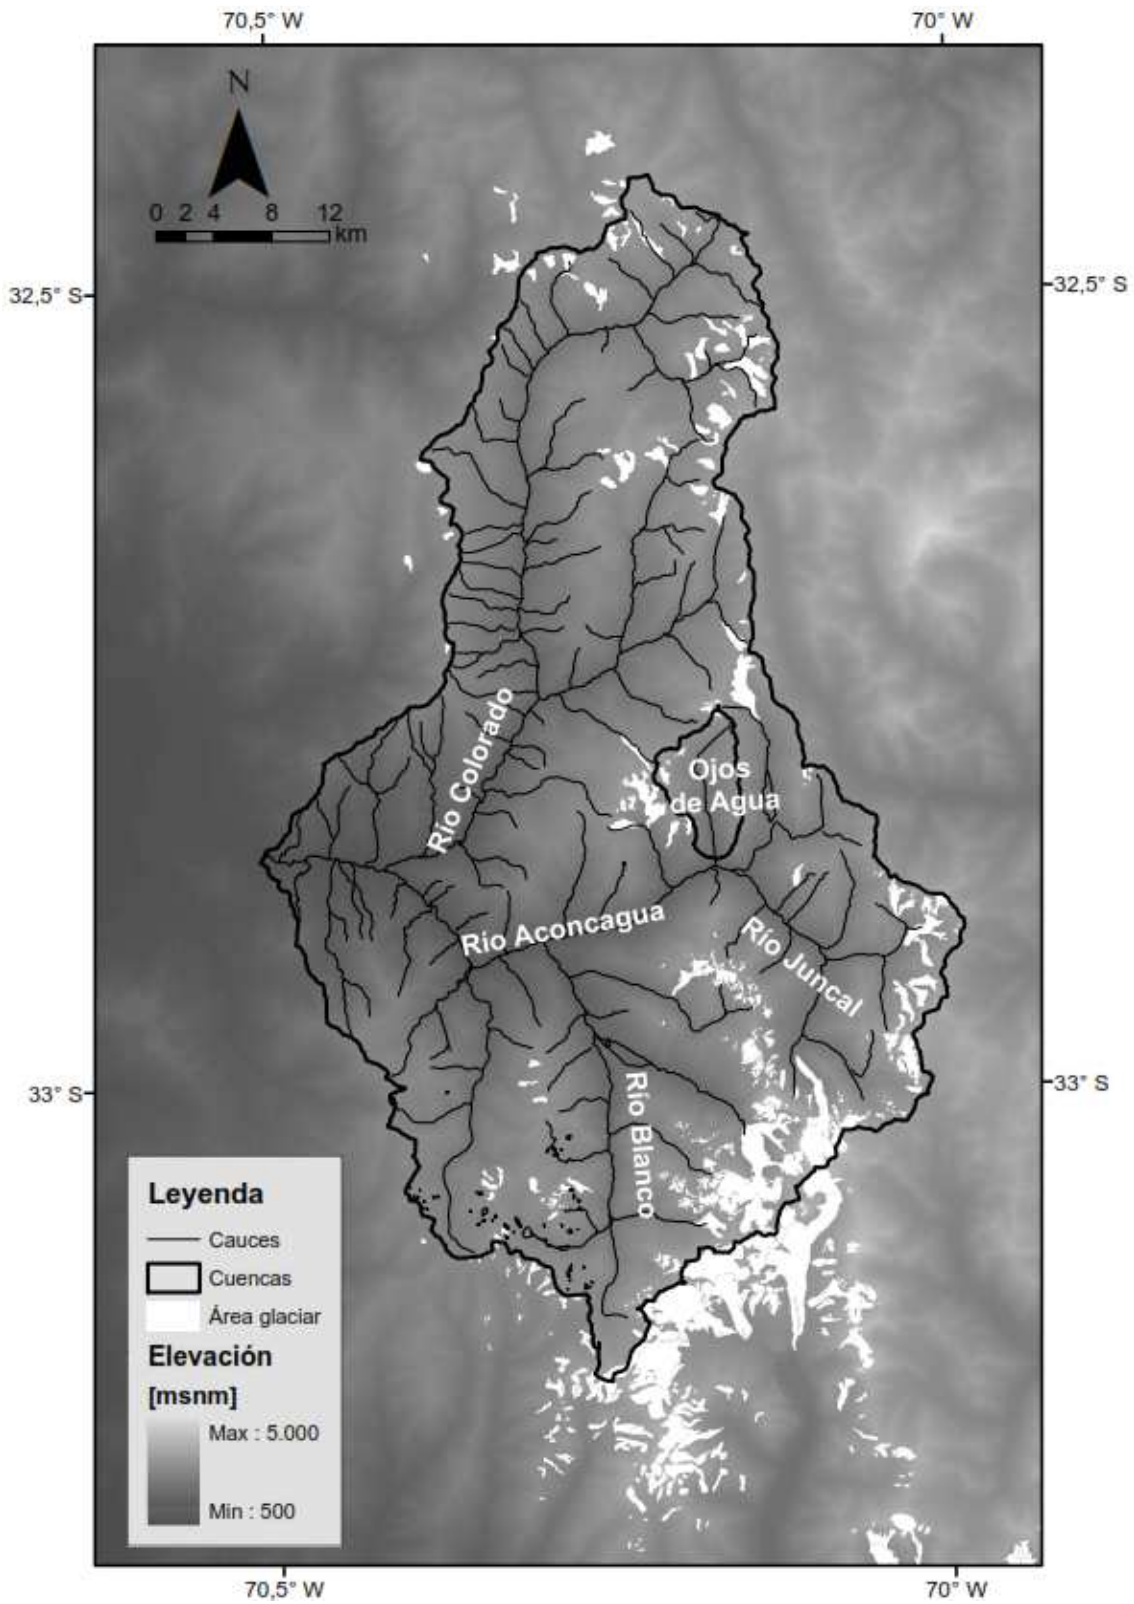 70,5° W
70° W
N
0 2 4 8 12
km
32,5° S
32,5° S
Río Colorado
Ojos
de Agua
Río Aconcagua
Río Juncal
33° S
33° S
Río Blanco
Leyenda
Cauces
Cuencas
Área glaciar
Elevación
[msnm]
Max : 5.000
Min : 500
70,5° W
70° W